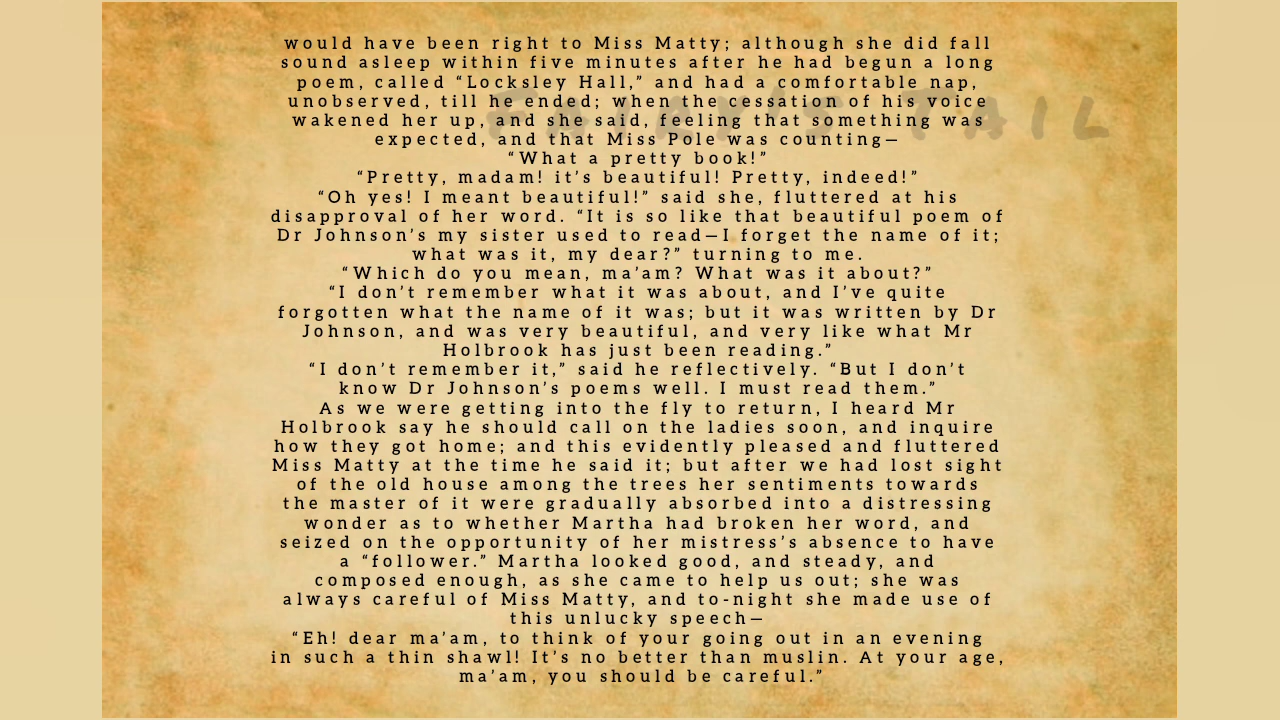 would have been right to Miss Matty; although she did fall
sound asleep within five minutes after he had begun a long
poem, called “Locksley Hall,” and had a comfortable nap,
unobserved, till he ended; when the cessation of his voice
wakened her up, and she said, feeling that something was
expected, and that Miss Pole was counting—
“What a pretty book!”
“Pretty, madam! it’s beautiful! Pretty, indeed!”
“Oh yes! I meant beautiful!” said she, fluttered at his
disapproval of her word. “It is so like that beautiful poem of
Dr Johnson’s my sister used to read—I forget the name of it;
what was it, my dear?” turning to me.
“Which do you mean, ma’am? What was it about?”
“I don’t remember what it was about, and I’ve quite
forgotten what the name of it was; but it was written by Dr
Johnson, and was very beautiful, and very like what Mr
Holbrook has just been reading.”
“I don’t remember it,” said he reflectively. “But I don’t
know Dr Johnson’s poems well. I must read them.”
As we were getting into the fly to return, I heard Mr
Holbrook say he should call on the ladies soon, and inquire
how they got home; and this evidently pleased and fluttered
Miss Matty at the time he said it; but after we had lost sight
of the old house among the trees her sentiments towards
the master of it were gradually absorbed into a distressing
wonder as to whether Martha had broken her word, and
seized on the opportunity of her mistress’s absence to have
a “follower.” Martha looked good, and steady, and
composed enough, as she came to help us out; she was
always careful of Miss Matty, and to-night she made use of
this unlucky speech—
“Eh! dear ma’am, to think of your going out in an evening
in such a thin shawl! It’s no better than muslin. At your age,
ma’am, you should be careful.”
TAIL